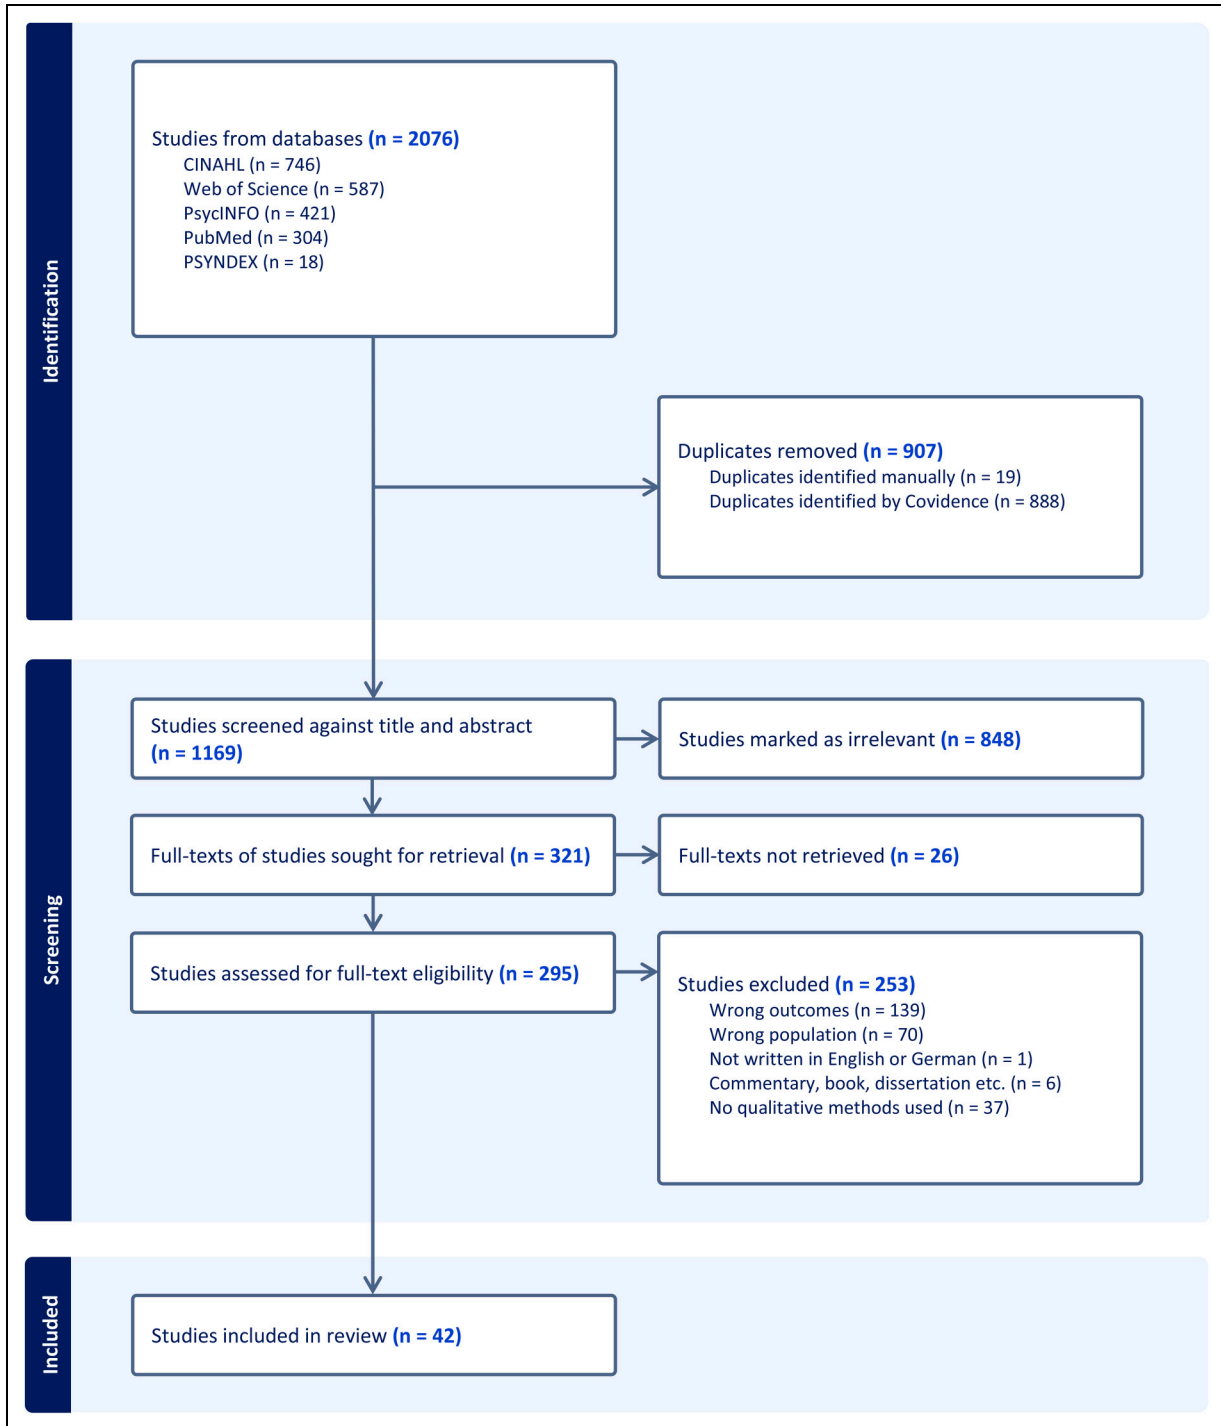 Identification
Studies from databases (n = 2076)
CINAHL (n = 746)
Web of Science (n = 587)
PsycINFO (n = 421)
PubMed (n = 304)
PSYNDEX (n = 18)
Duplicates removed (n = 907)
Duplicates identified manually (n = 19)
Duplicates identified by Covidence (n = 888)
Screening
Studies screened against title and abstract
(n = 1169)
Studies marked as irrelevant (n = 848)
Full-texts of studies sought for retrieval (n = 321)
Full-texts not retrieved (n = 26)
Studies assessed for full-text eligibility (n = 295)
Studies excluded (n = 253)
Wrong outcomes (n = 139)
Wrong population (n = 70)
Not written in English or German (n = 1)
Commentary, book, dissertation etc. (n = 6)
No qualitative methods used (n = 37)
Included
Studies included in review (n = 42)